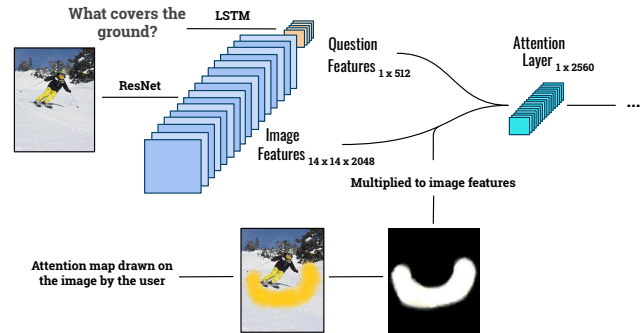 What covers the
ground?
LSTM
ResNet
Question
Features 1 x 512
Image
Features 14 x 14 x 2048
Attention
Layer 1 x 2560
...
Multiplied to image features
Attention map drawn on
the image by the user